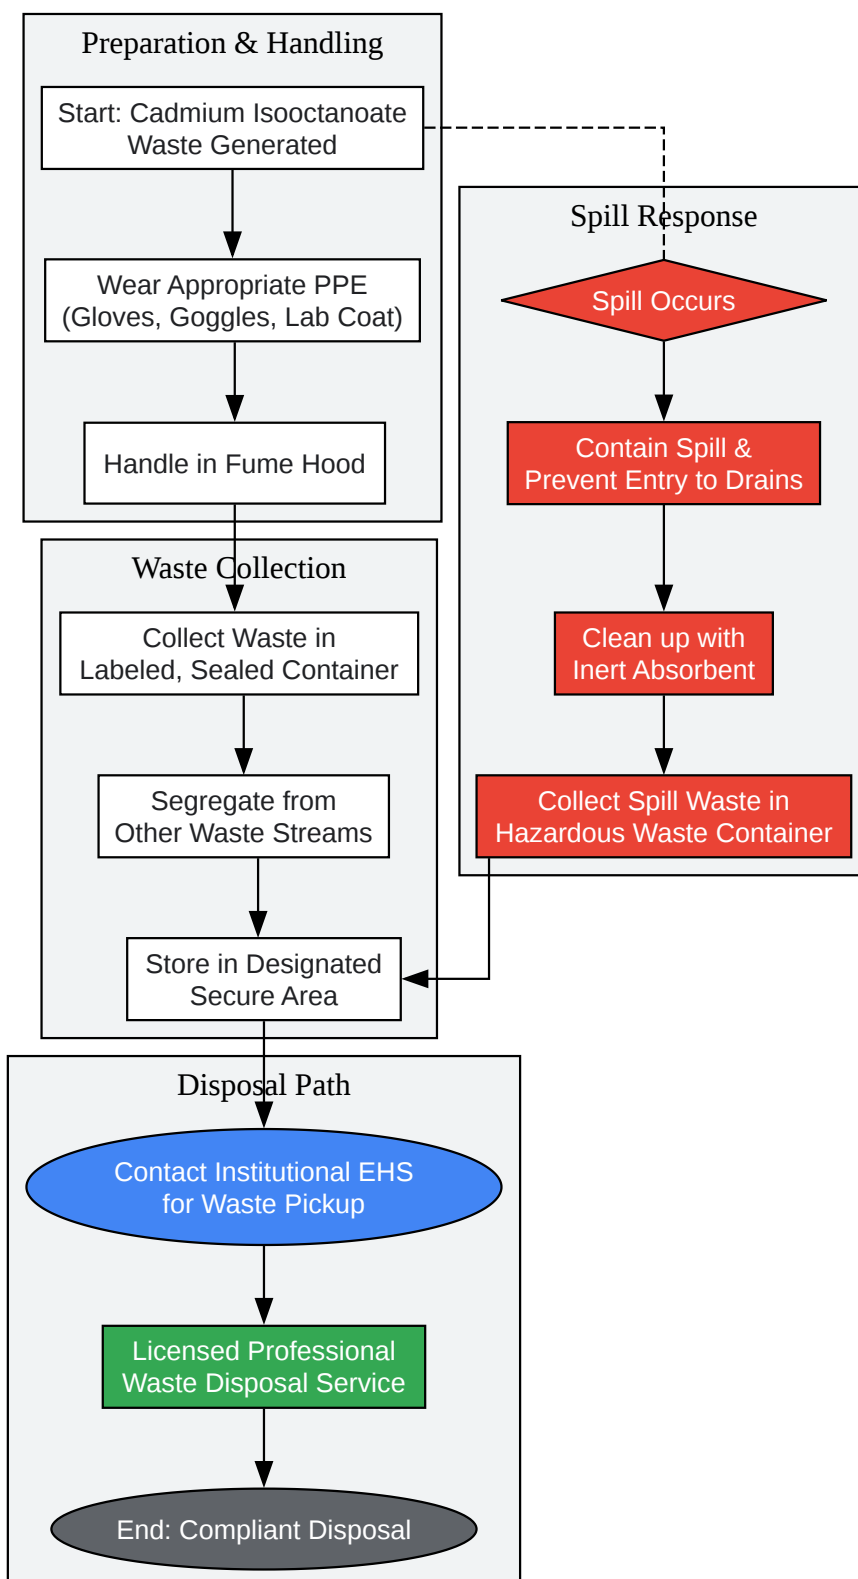 Preparation & Handling
Start: Cadmium Isooctanoate
Waste Generated
Wear Appropriate PPE
(Gloves, Goggles, Lab Coat)
Handle in Fume Hood
Spill Response
Spill Occurs
Contain Spill &
Prevent Entry to Drains
Clean up with
Inert Absorbent
Collect Spill Waste in
Hazardous Waste Container
Waste Collection
Collect Waste in
Labeled, Sealed Container
Segregate from
Other Waste Streams
Store in Designated
Secure Area
Disposal Path
Contact Institutional EHS
for Waste Pickup
Licensed Professional
Waste Disposal Service
End: Compliant Disposal